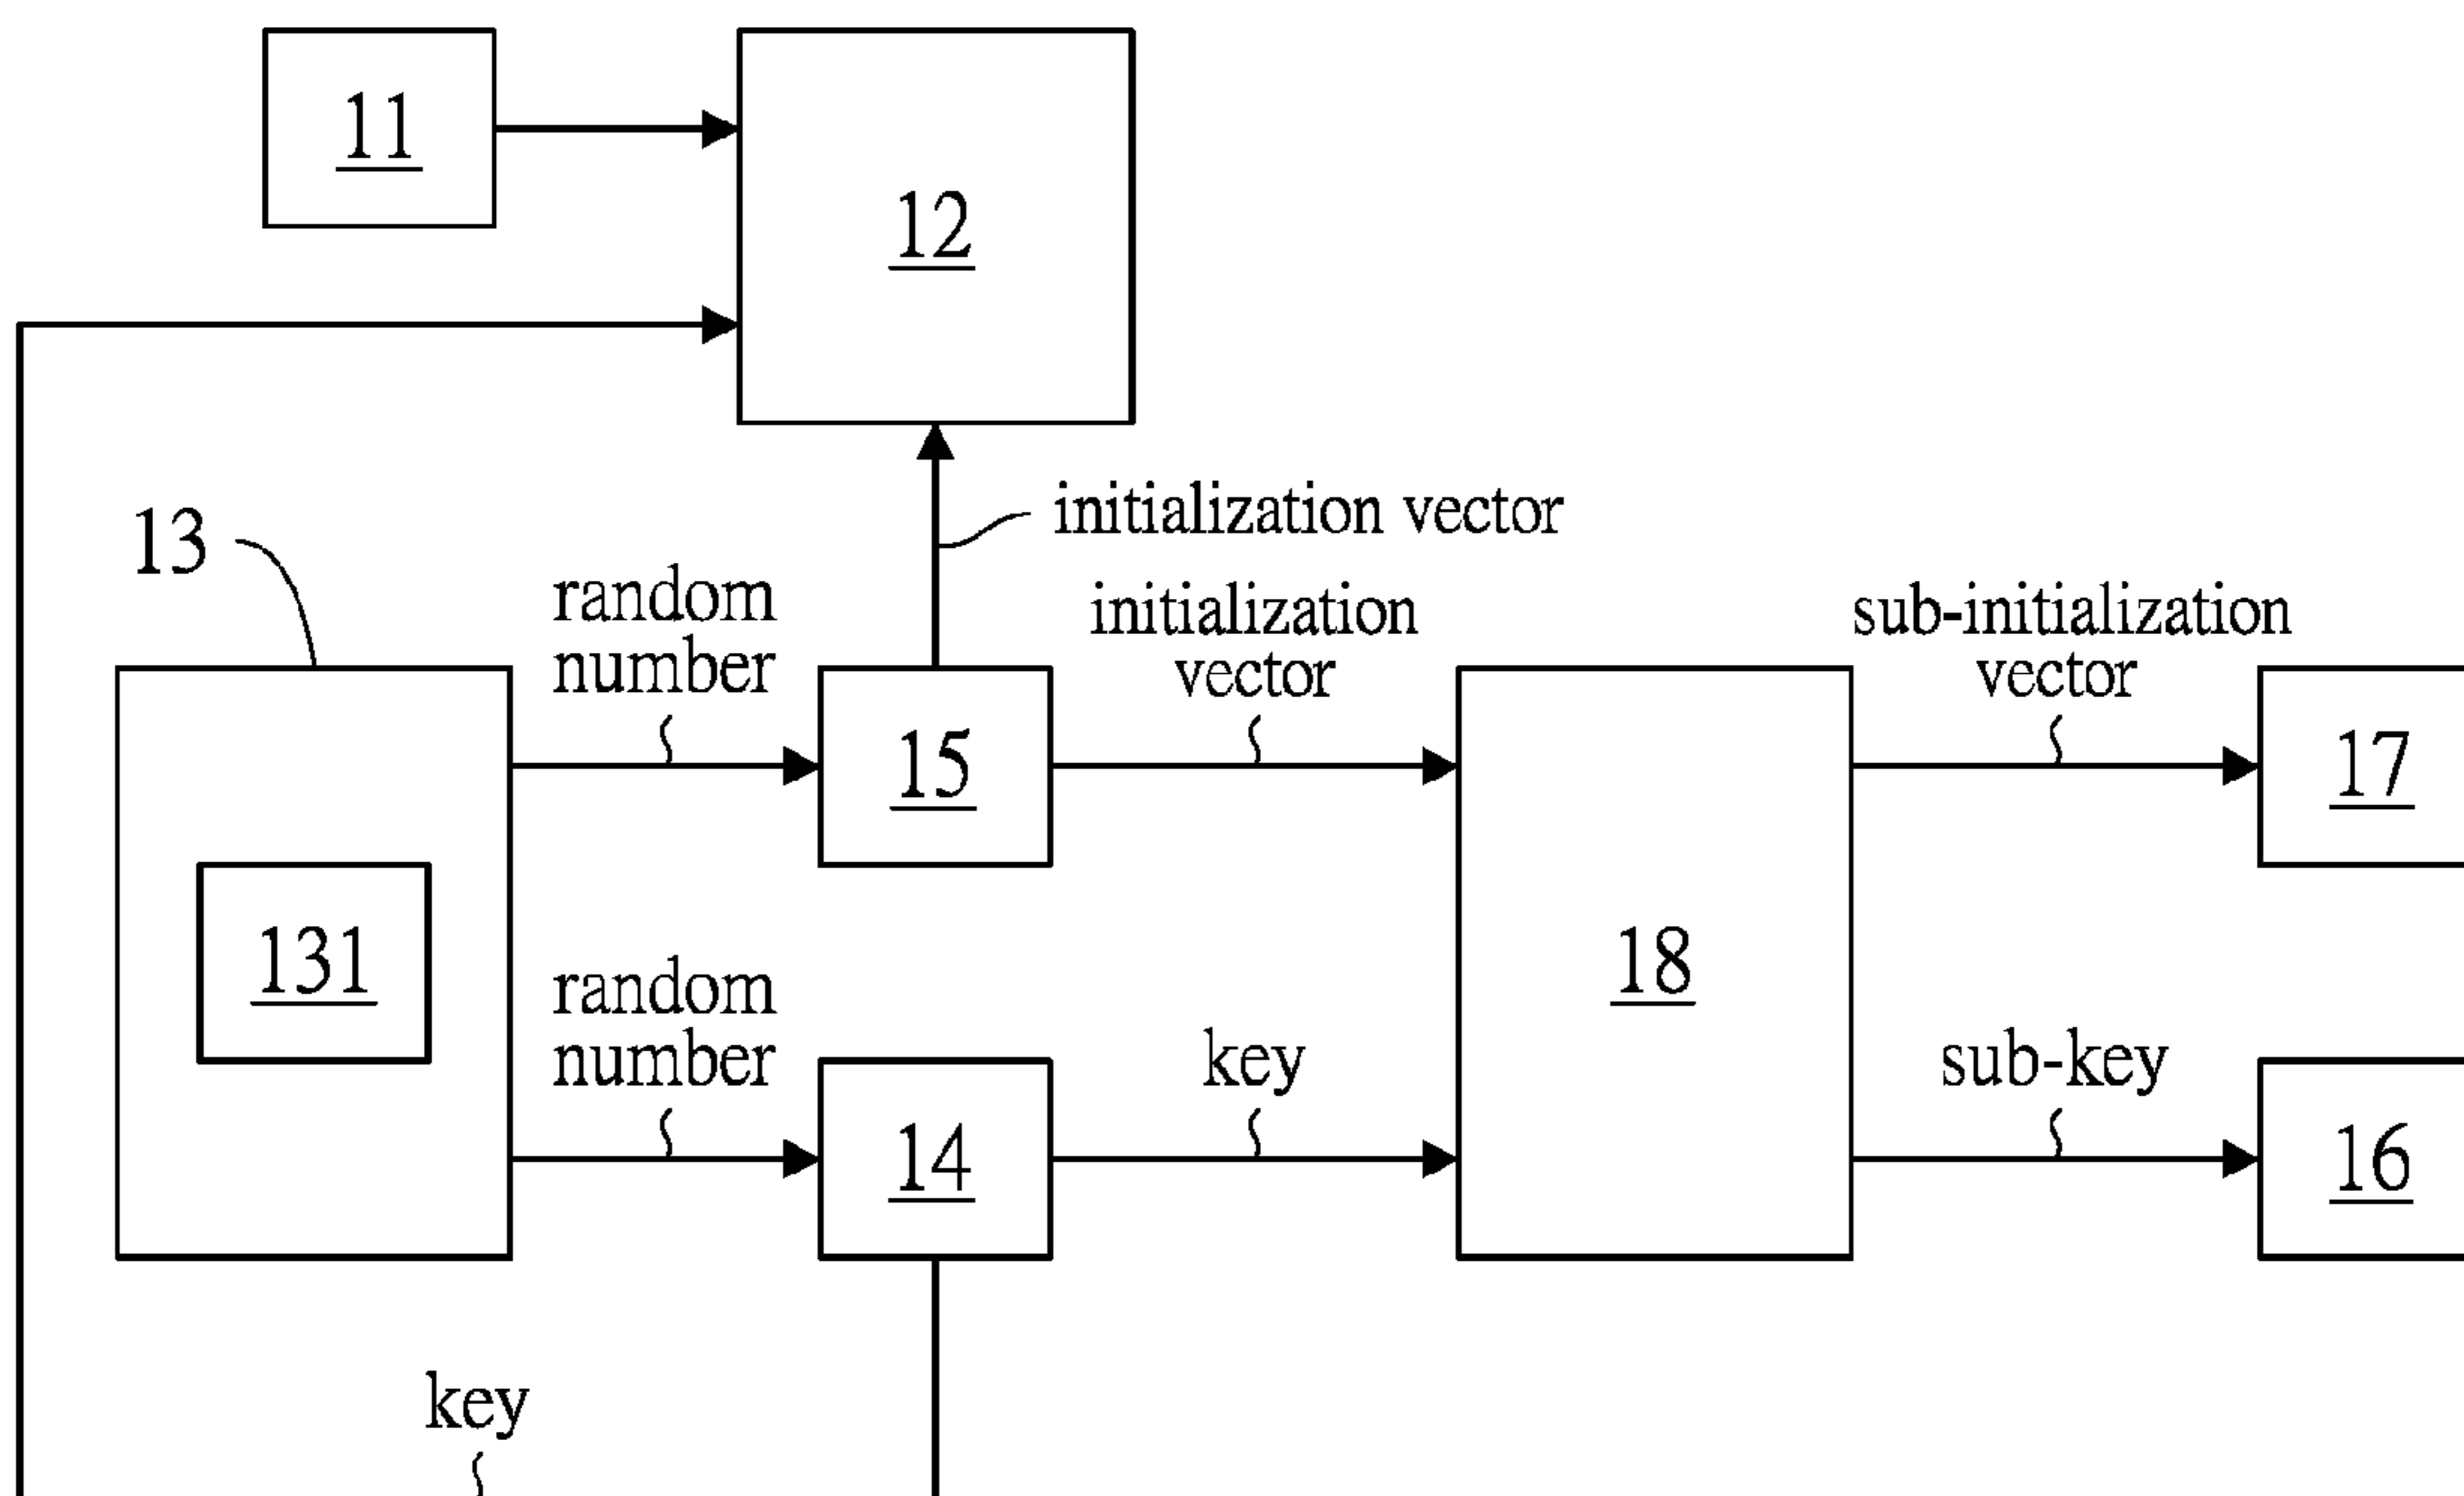 11
12
13
initialization vector
random
number
initialization
vector
sub-initialization
vector
15
17
131
18
random
number
key
sub-key
14
16
key